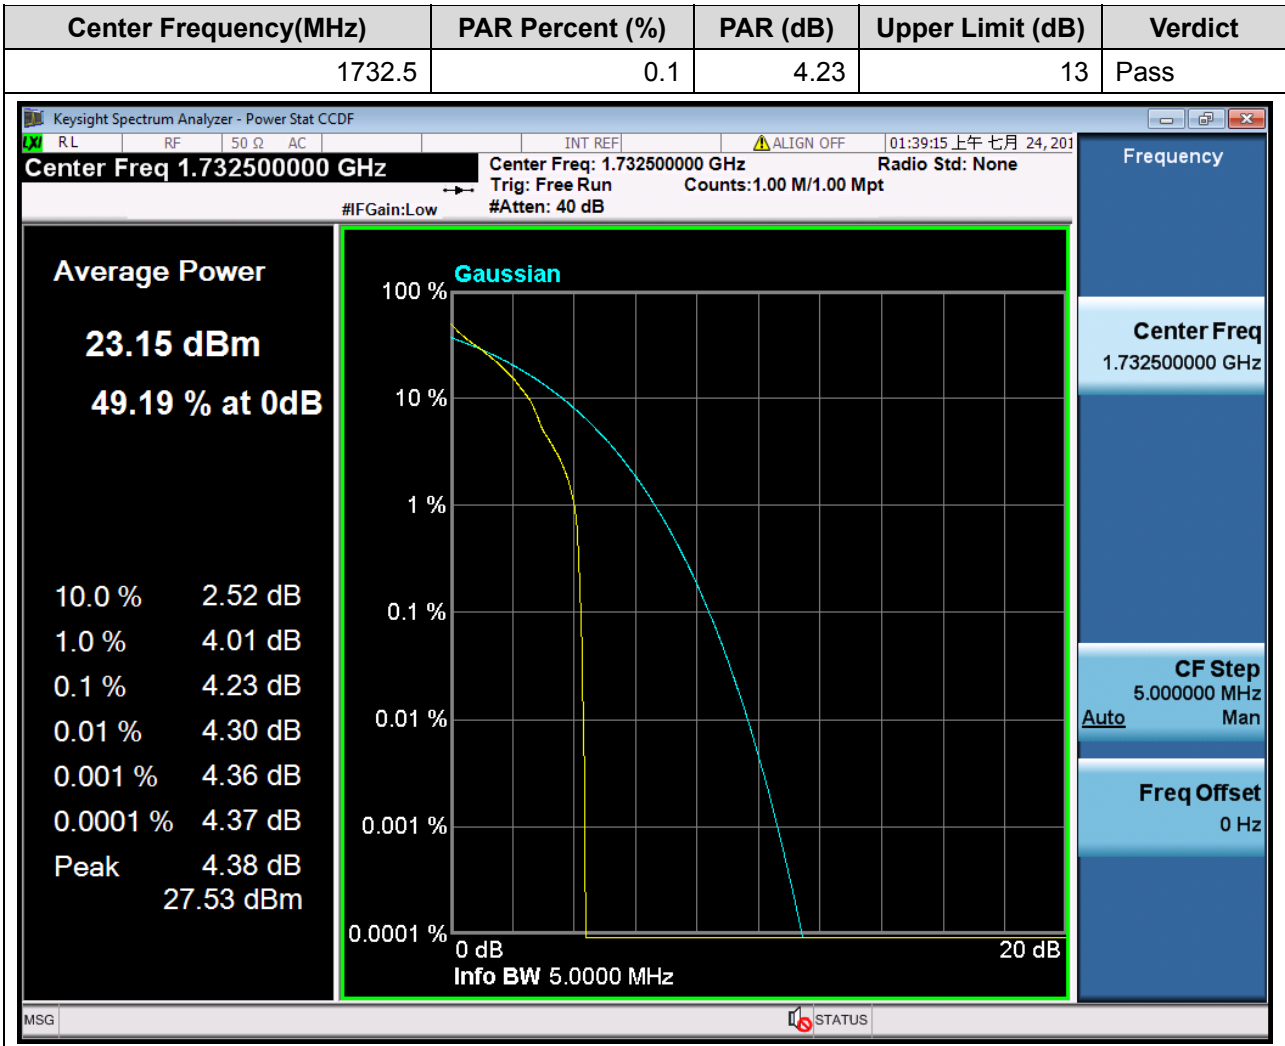 Center Frequency(MHz) PAR Percent (%) PAR (dB) Upper Limit (dB) Verdict
1732.5 0.1 4.23 13 Pass
Keysight Spectrum Analyzer - Power Stat CCDF
LXI RL RF 50 Ω AC INT REF ALIGN OFF 01:39:15 上午 七月 24, 201
Center Freq 1.732500000 GHz
Center Freq: 1.732500000 GHz Radio Std: None
Trig: Free Run Counts:1.00 M/1.00 Mpt
#IFGain:Low #Atten: 40 dB
Average Power
23.15 dBm
49.19 % at 0dB
10.0 % 2.52 dB
1.0 % 4.01 dB
0.1 % 4.23 dB
0.01 % 4.30 dB
0.001 % 4.36 dB
0.0001 % 4.37 dB
Peak 4.38 dB
27.53 dBm
Gaussian
100 %
10 %
1 %
0.1 %
0.01 %
0.001 %
0.0001 %
0 dB 20 dB
Info BW 5.0000 MHz
Frequency
Center Freq
1.732500000 GHz
CF Step
5.000000 MHz
Auto Man
Freq Offset
0 Hz
MSG STATUS